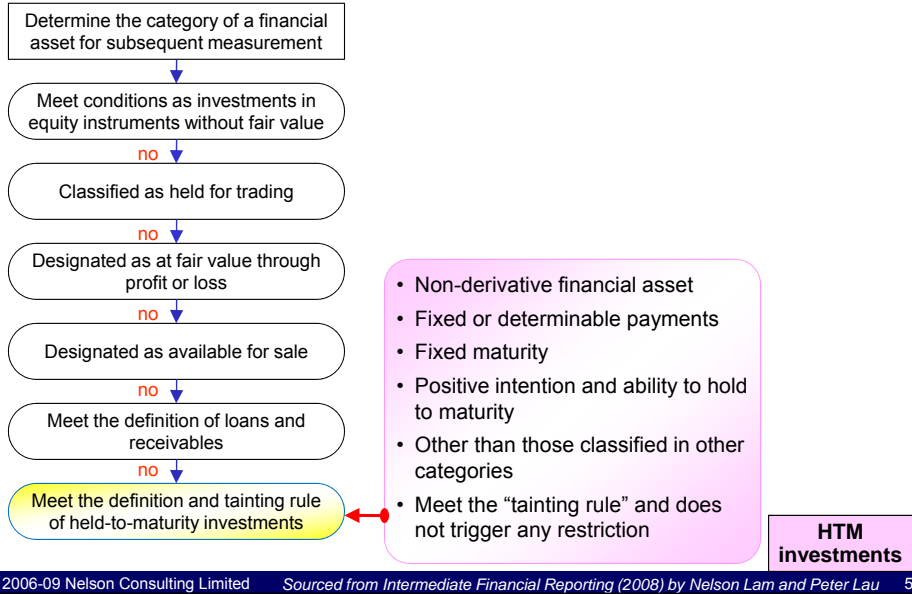 Determine the category of a financial
asset for subsequent measurement
Meet conditions as investments in
equity instruments without fair value
no
Classified as held for trading
no
Designated as at fair value through
profit or loss
no
Designated as available for sale
no
Meet the definition of loans and
receivables
no
Meet the definition and tainting rule
of held-to-maturity investments
• Non-derivative financial asset
• Fixed or determinable payments
• Fixed maturity
• Positive intention and ability to hold
to maturity
• Other than those classified in other
categories
• Meet the “tainting rule” and does
not trigger any restriction
HTM
investments
2006-09 Nelson Consulting Limited Sourced from Intermediate Financial Reporting (2008) by Nelson Lam and Peter Lau 5